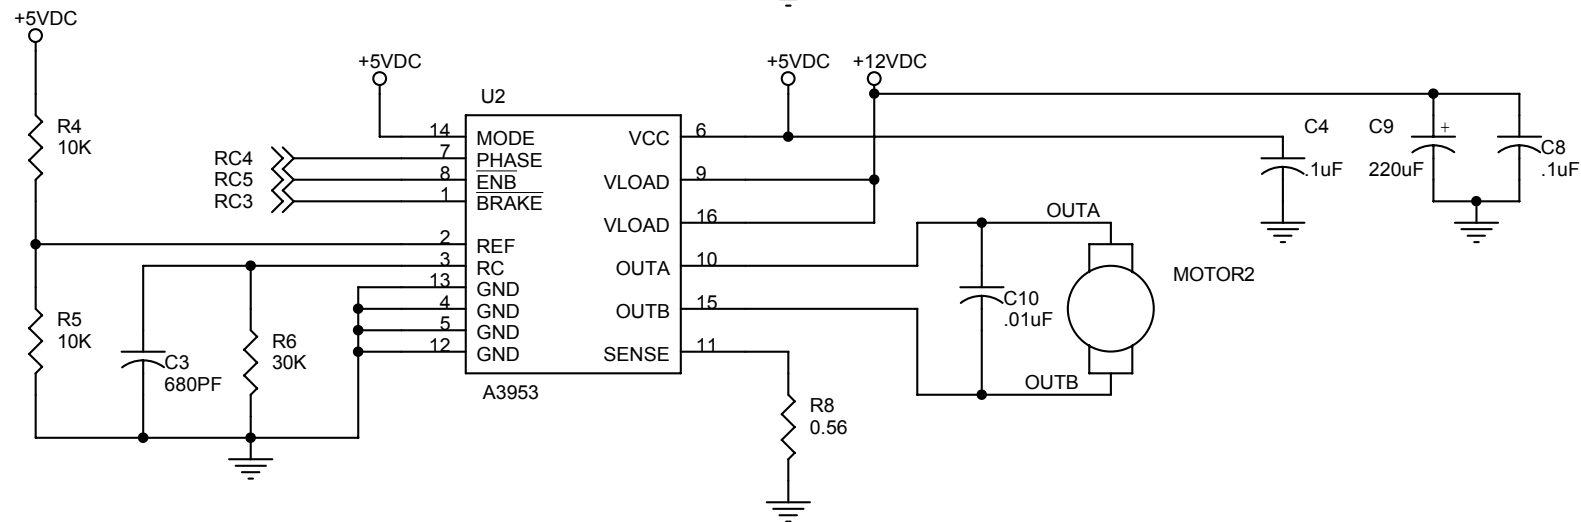 +5VDC
R4
10K
R5
10K
C3
680PF
R6
30K
+5VDC
RC4
RC5
RC3
U2
14
7
8
1
2
3
13
4
5
12
MODE
PHASE
ENB
BRAKE
REF
RC
GND
GND
GND
GND
VCC
VLOAD
VLOAD
OUTA
OUTB
SENSE
A3953
6
9
16
10
15
11
+5VDC
+12VDC
R8
0.56
OUTA
C10
.01uF
OUTB
MOTOR2
C4
.1uF
C9
+
220uF
C8
.1uF